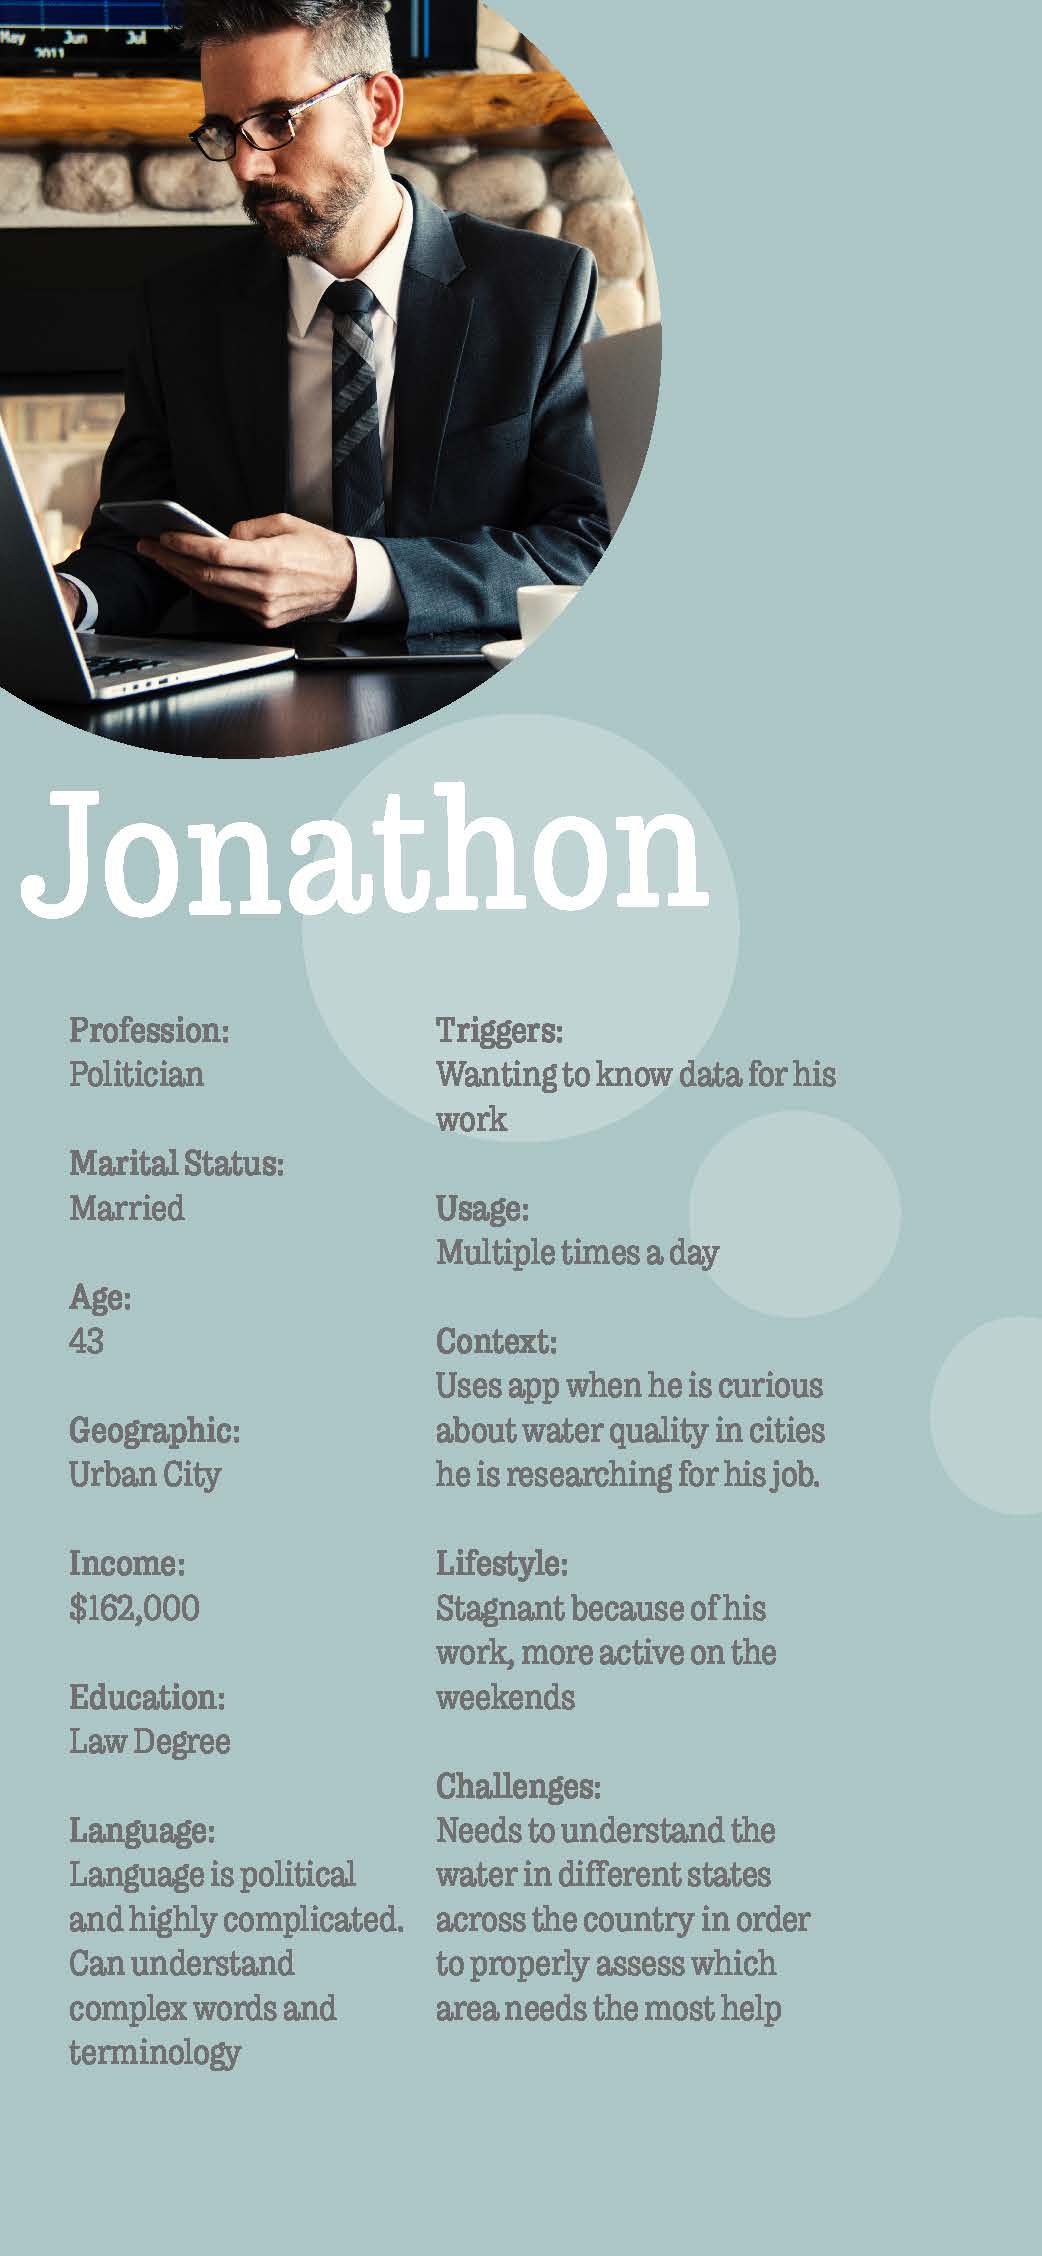 May Jun Jul
2011
Jonathon
Profession:
Politician
Marital Status:
Married
Age:
43
Geographic:
Urban City
Income:
$162,000
Education:
Law Degree
Language:
Language is political
and highly complicated.
Can understand
complex words and
terminology
Triggers:
Wanting to know data for his
work
Usage:
Multiple times a day
Context:
Uses app when he is curious
about water quality in cities
he is researching for his job.
Lifestyle:
Stagnant because of his
work, more active on the
weekends
Challenges:
Needs to understand the
water in different states
across the country in order
to properly assess which
area needs the most help